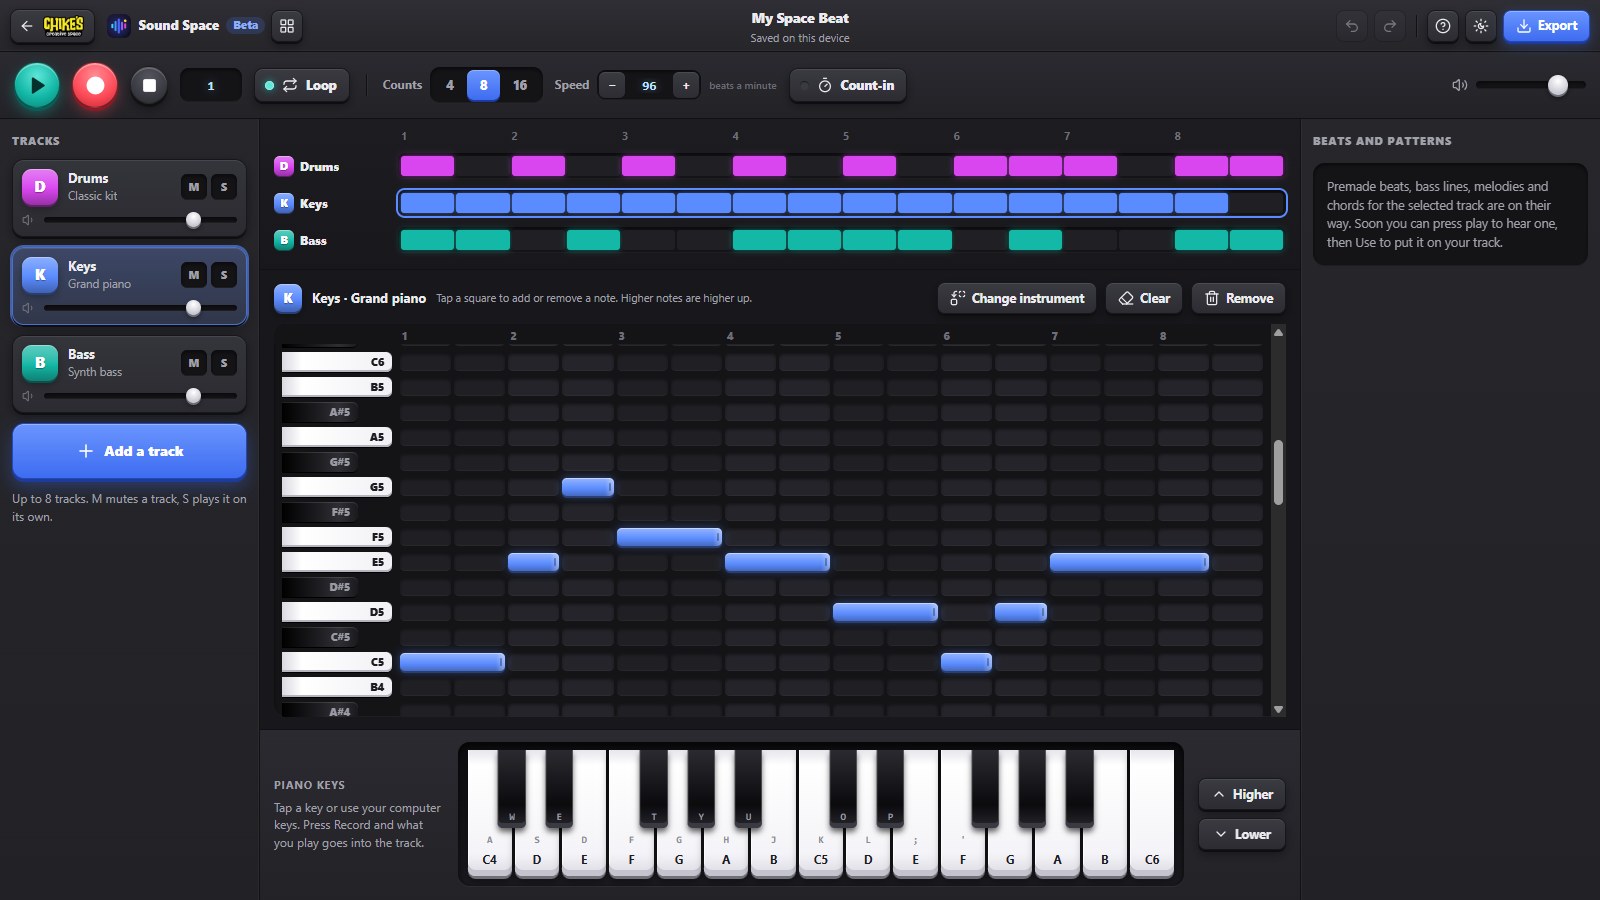 CHIKE'S
creative space
Sound Space
Beta
My Space Beat
Saved on this device
Export
1
Loop
Counts
4
8
16
Speed
−
96
+
beats a minute
Count-in
TRACKS
D
Drums
Classic kit
M
S
K
Keys
Grand piano
M
S
B
Bass
Synth bass
M
S
+ Add a track
Up to 8 tracks. M mutes a track, S plays it on
its own.
1 2 3 4 5 6 7 8
D Drums
K Keys
B Bass
K
Keys · Grand piano
Tap a square to add or remove a note. Higher notes are higher up.
Change instrument
Clear
Remove
1 2 3 4 5 6 7 8
C6
B5
A#5
A5
G#5
G5
F#5
F5
E5
D#5
D5
C#5
C5
B4
A#4
BEATS AND PATTERNS
Premade beats, bass lines, melodies and
chords for the selected track are on their
way. Soon you can press play to hear one,
then Use to put it on your track.
PIANO KEYS
Tap a key or use your computer
keys. Press Record and what
you play goes into the track.
W E T Y U O P
A S D F G H J K L ; '
C4 D E F G A B C5 D E F G A B C6
Higher
Lower